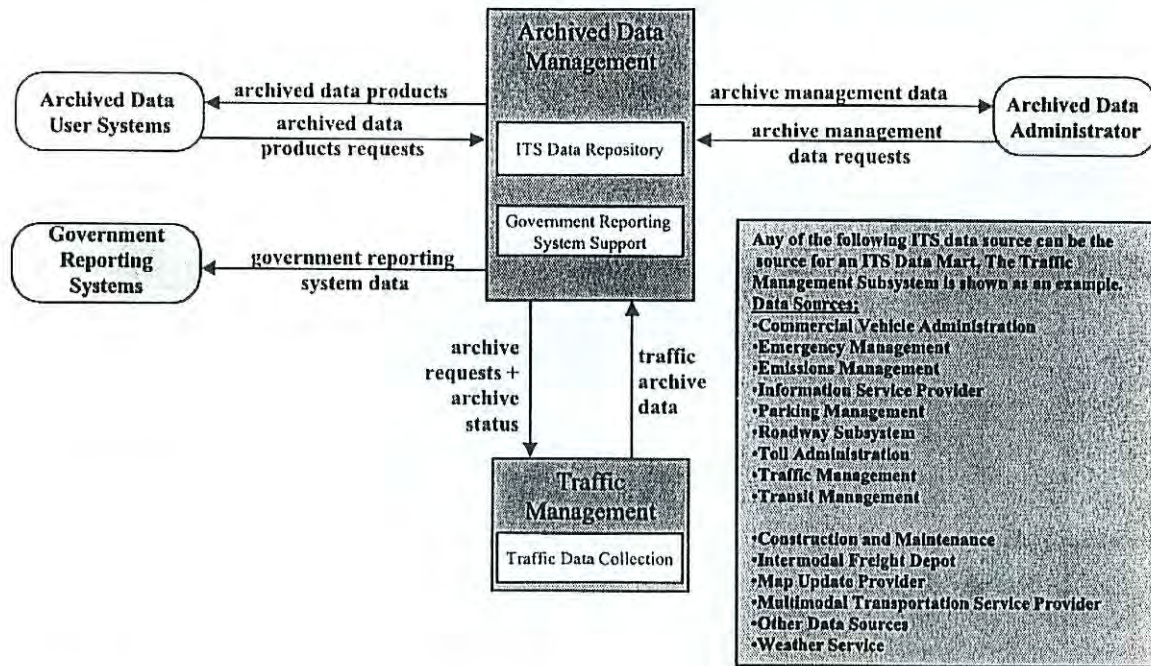 Archived Data
Management
archived data products
Archived Data
User Systems
archived data
products requests
archive management data
Archived Data
Administrator
archive management
data requests
ITS Data Repository
Government Reporting
System Support
Government
Reporting
Systems
government reporting
system data
archive
requests +
archive
status
traffic
archive
data
Traffic
Management
Traffic Data Collection
Any of the following ITS data source can be the
source for an ITS Data Mart, The Traffic
Management Subsystem is shown as an example.
Data Sources;
•Commercial Vehicle Administration
•Emergency Management
•Emissions Management
•Information Service Provider
•Parking Management
•Roadway Subsystem
•Toll Administration
•Traffic Management
•Transit Management
•Construction and Maintenance
•Intermodal Freight Depot
•Map Update Provider
•Multimodal Transportation Service Provider
•Other Data Sources
•Weather Service